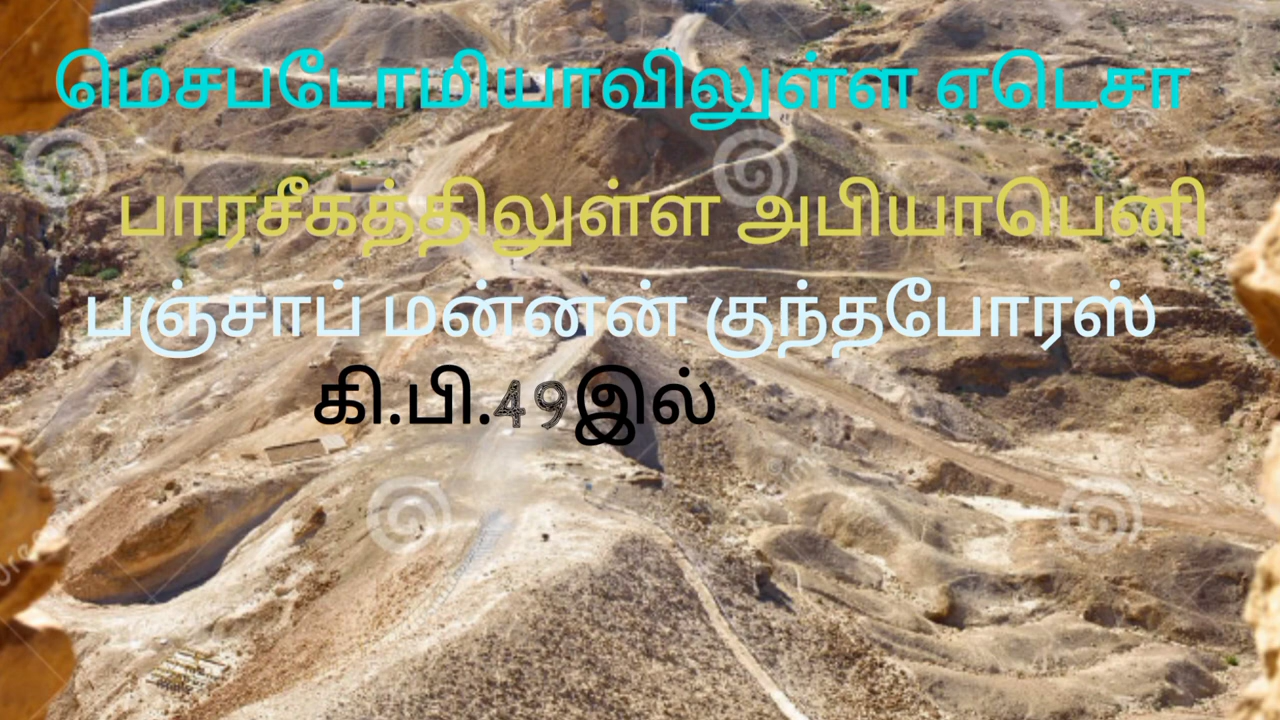 மெசபடோமியாவிலுள்ள எடெசா
பாரசீகத்திலுள்ள அபியாபெனி
பஞ்சாப் மன்னன் குந்தபோரஸ்
கி.பி.49இல்